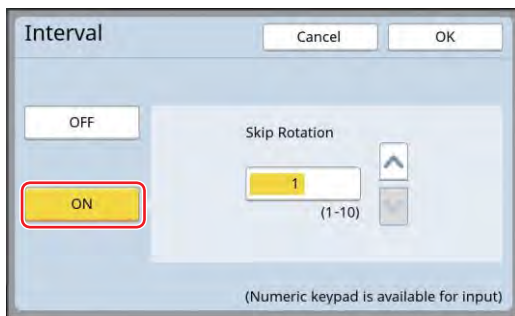 Interval
Cancel
OK
OFF
Skip Rotation
1
ON
(1-10)
(Numeric keypad is available for input)